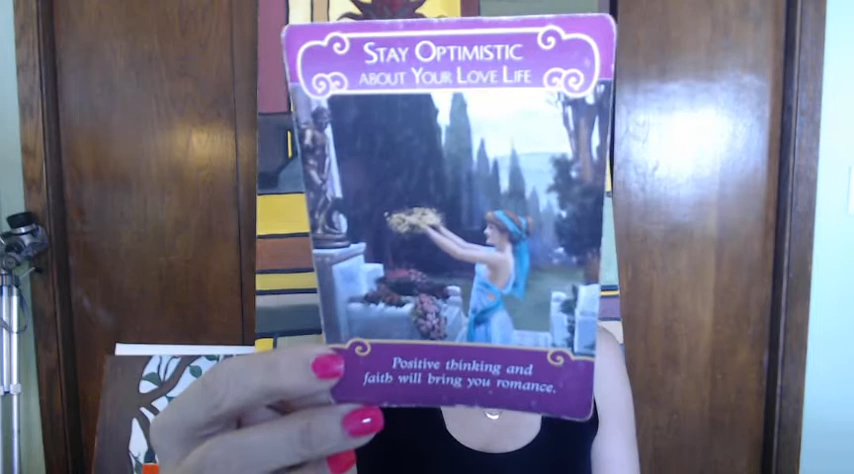 STAY OPTIMISTIC
ABOUT YOUR LOVE LIFE
Positive thinking and
faith will bring you romance.